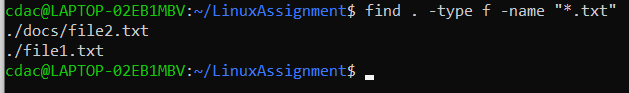 cdac@LAPTOP-02EB1MBV:~/LinuxAssignment$ find . -type f -name "*.txt"
./docs/file2.txt
./file1.txt
cdac@LAPTOP-02EB1MBV:~/LinuxAssignment$